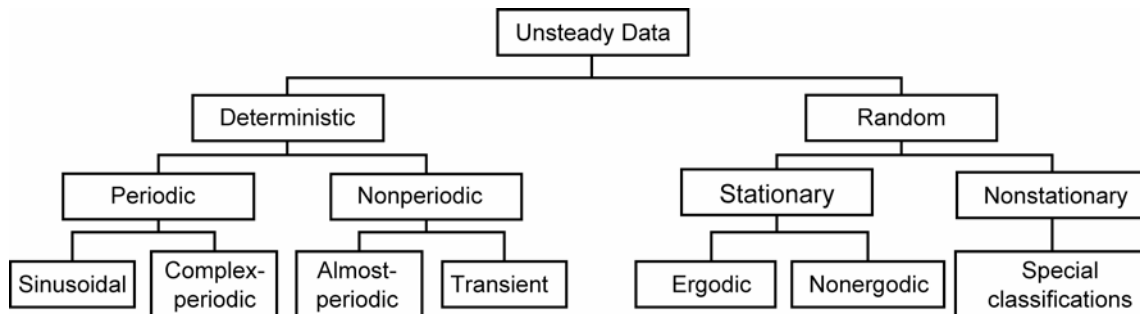 Unsteady Data
Deterministic
Random
Periodic
Nonperiodic
Stationary
Nonstationary
Sinusoidal
Complex-
periodic
Almost-
periodic
Transient
Ergodic
Nonergodic
Special
classifications